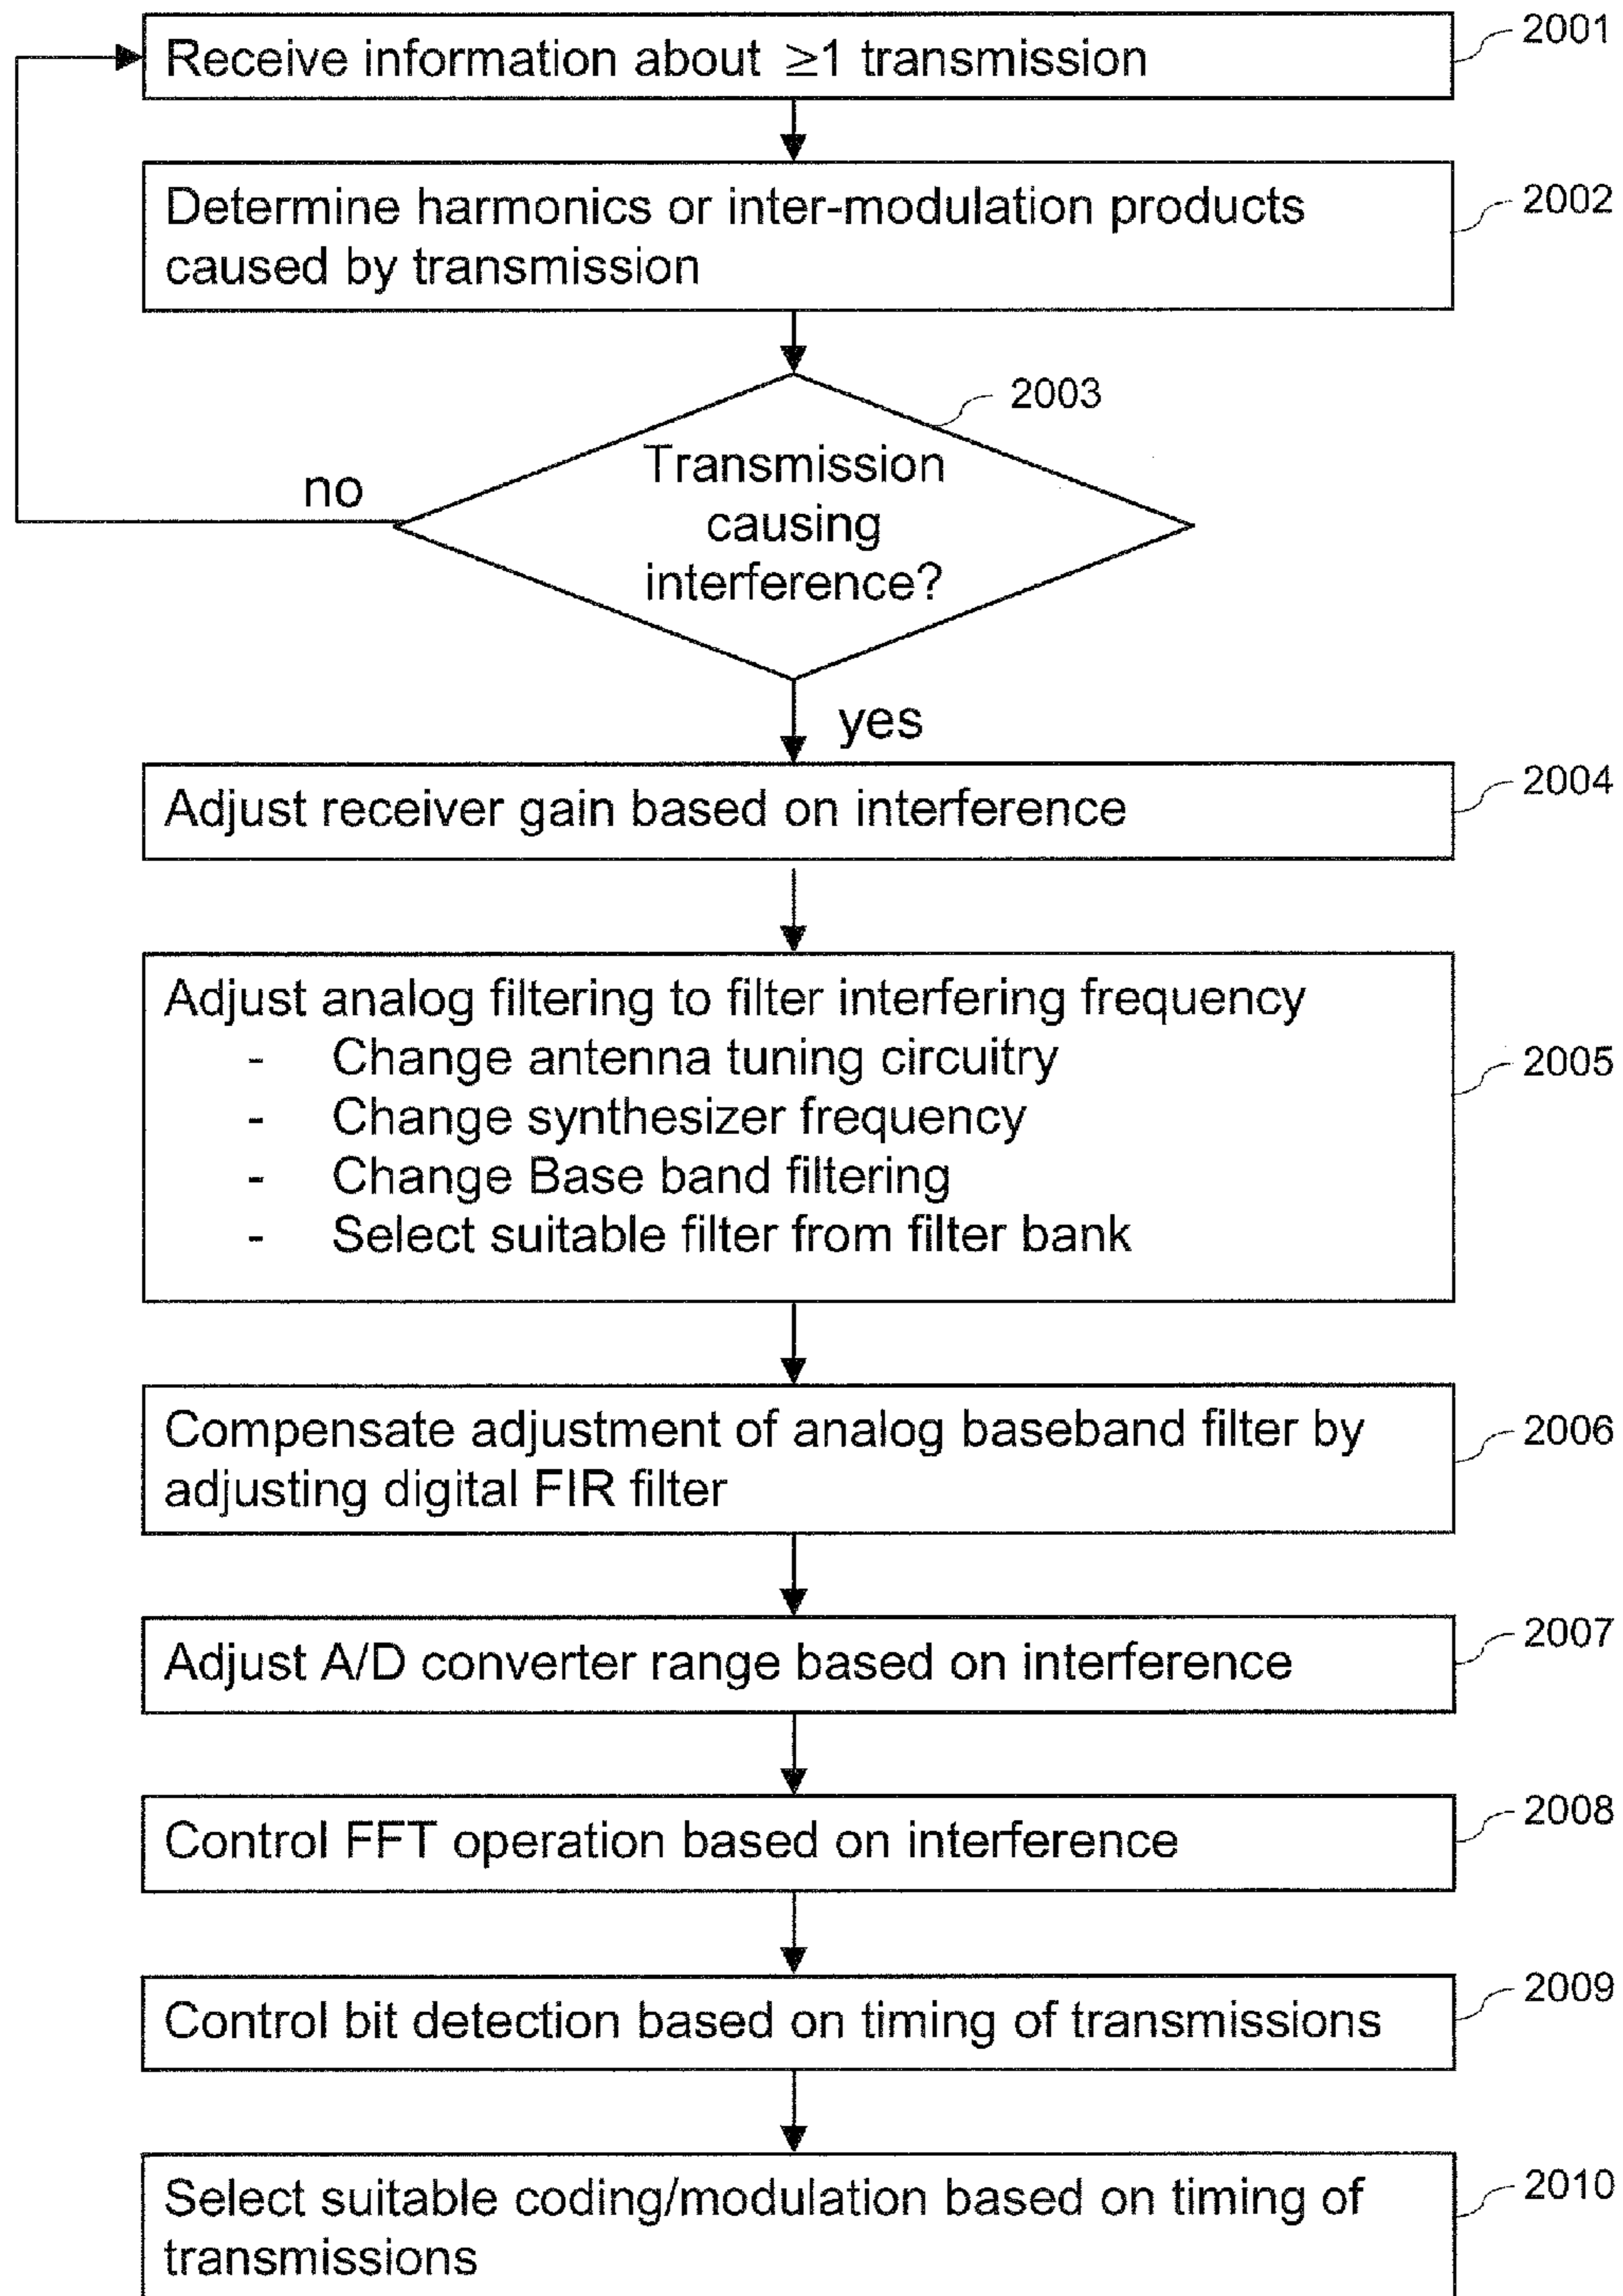 Receive information about ≥1 transmission
2001
Determine harmonics or inter-modulation products
caused by transmission
2002
2003
Transmission
causing
interference?
no
yes
Adjust receiver gain based on interference
2004
Adjust analog filtering to filter interfering frequency
- Change antenna tuning circuitry
- Change synthesizer frequency
- Change Base band filtering
- Select suitable filter from filter bank
2005
Compensate adjustment of analog baseband filter by
adjusting digital FIR filter
2006
Adjust A/D converter range based on interference
2007
Control FFT operation based on interference
2008
Control bit detection based on timing of transmissions
2009
Select suitable coding/modulation based on timing of
transmissions
2010